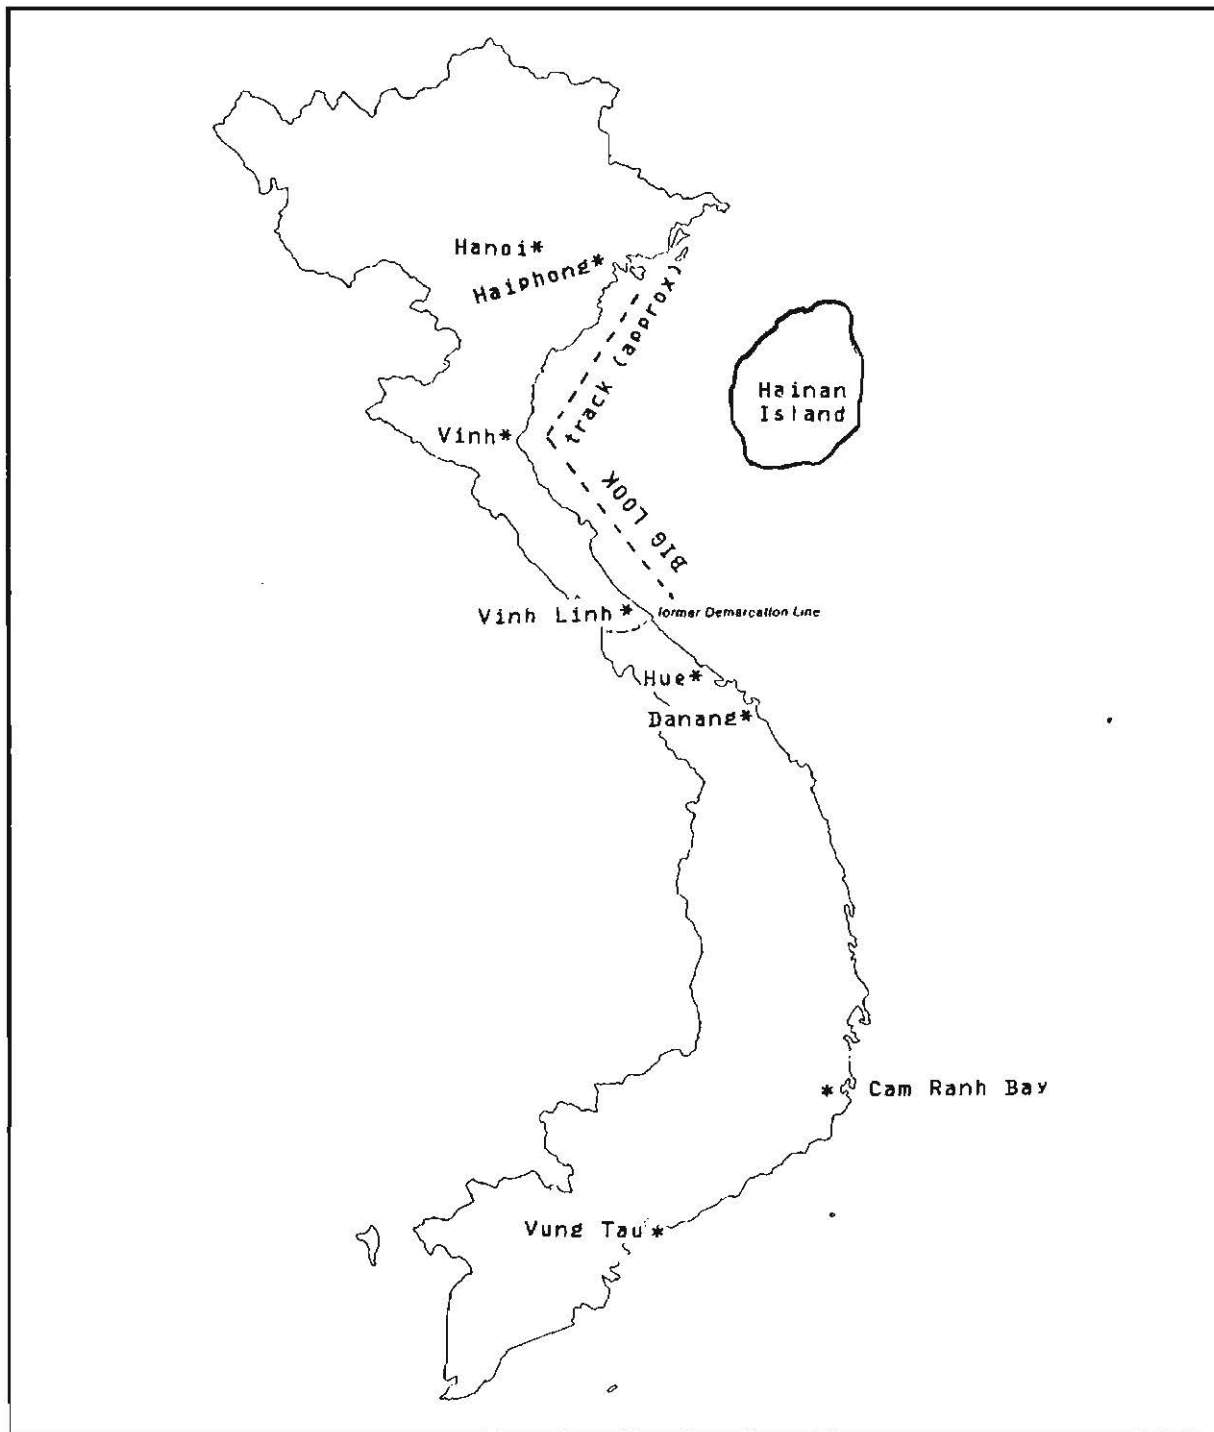 Hanoi*
Haiphong*
track (approx)
Hainan
Island
Vinh*
BIG LOOK
Vinh Linh*
former Demarcation Line
Hue*
Danang*
* Cam Ranh Bay
Vung Tau*